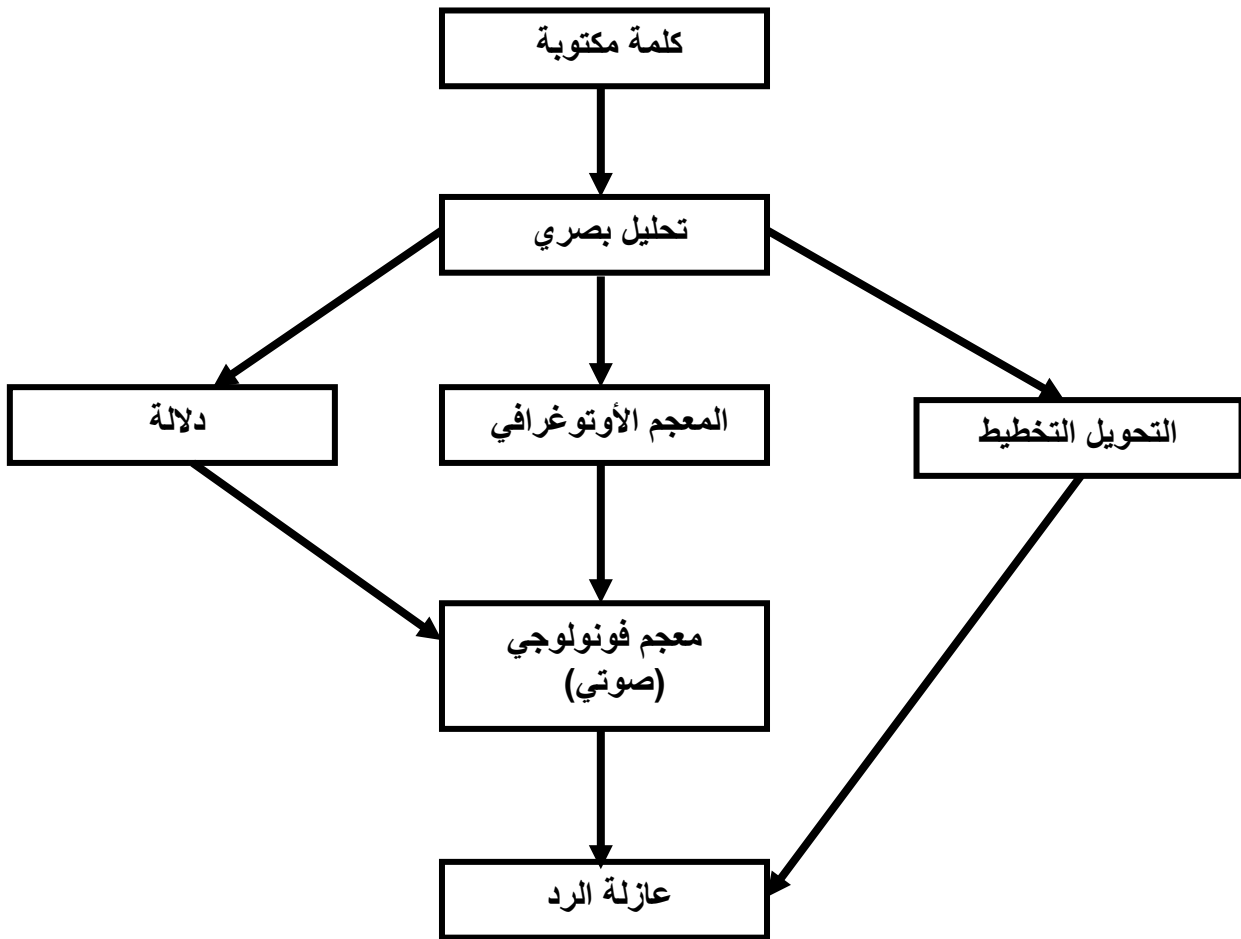 كلمة مكتوبة
تحليل بصري
دلالة
المعجم الأوتوغرافي
التحويل التخطيط
معجم فونولوجي
(صوتي)
عازلة الرد